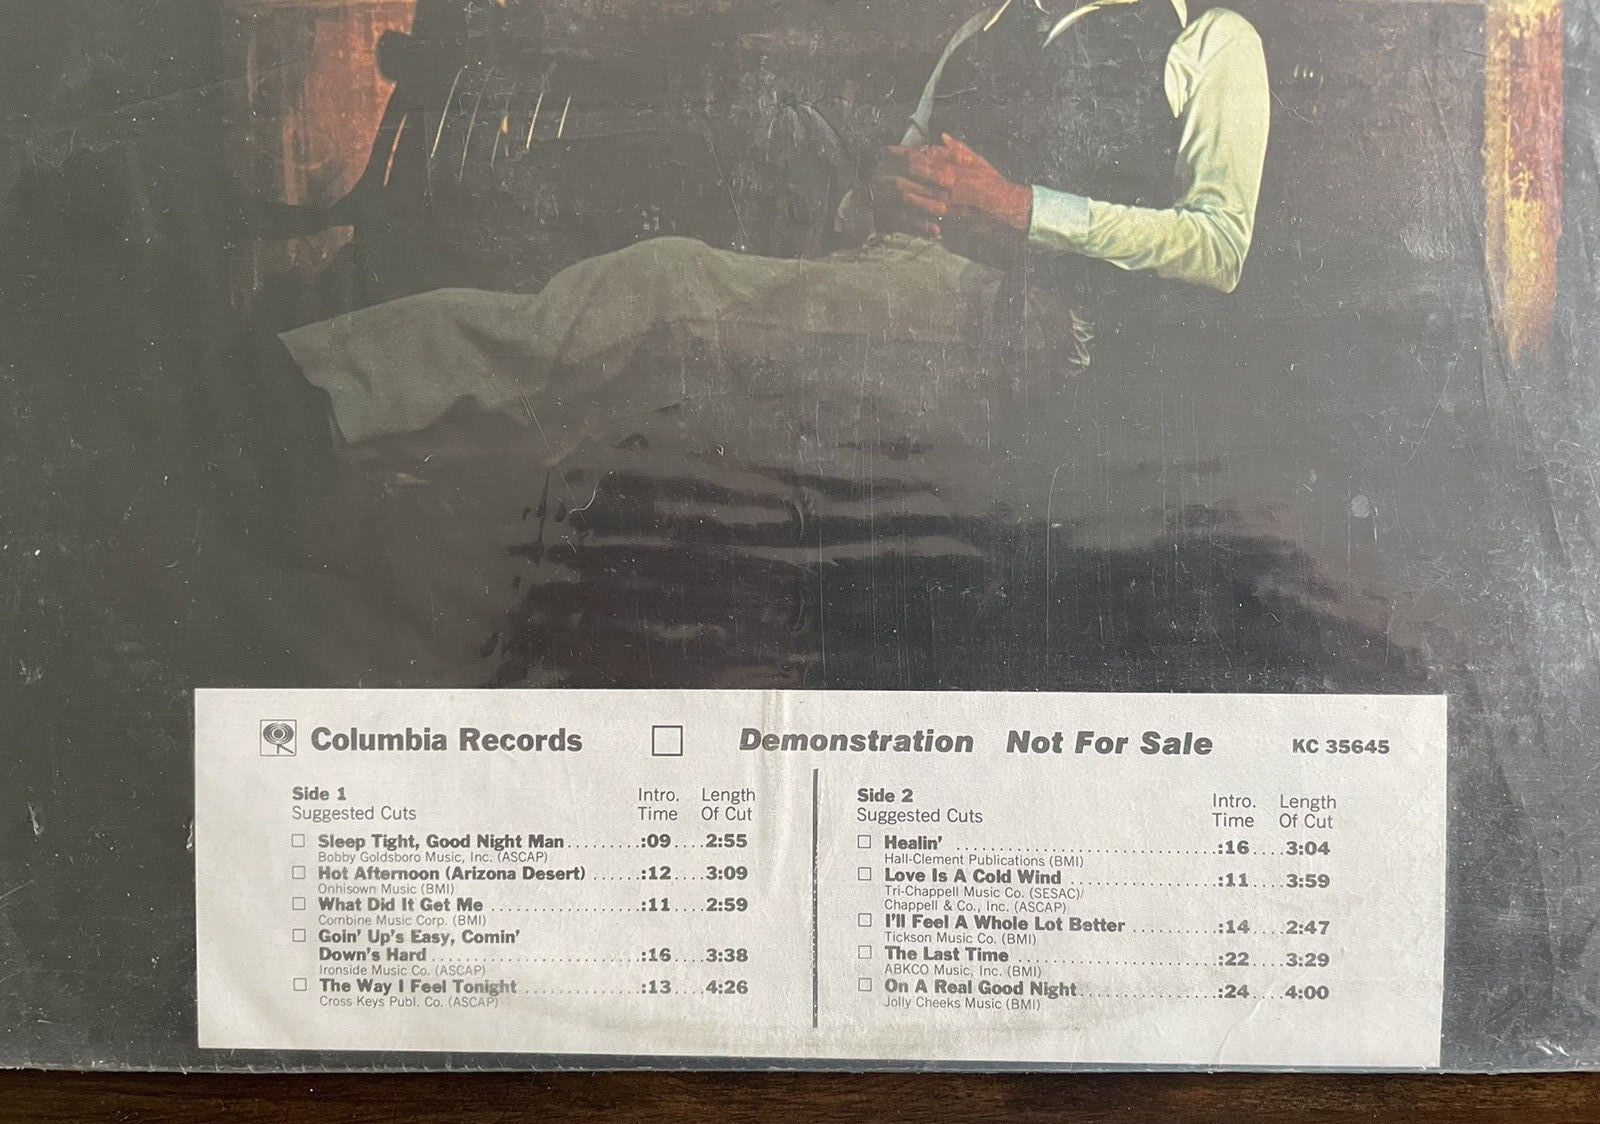 Columbia Records Demonstration Not For Sale KC 35645
Side 1
Suggested Cuts
Intro. Time
Length Of Cut
Sleep Tight, Good Night Man.......:09....2:55
Bobby Goldsboro Music, Inc. (ASCAP)
Hot Afternoon (Arizona Desert) ......:12....3:09
Onhisown Music (BMI)
What Did It Get Me ....................:11....2:59
Combine Music Corp. (BMI)
Goin' Up's Easy, Comin'
Down's Hard ............................:16....3:38
Ironside Music Co. (ASCAP)
The Way I Feel Tonight ...............:13....4:26
Cross Keys Publ. Co. (ASCAP)
Side 2
Suggested Cuts
Intro. Time
Length Of Cut
Healin' ...................................:16....3:04
Hall-Clement Publications (BMI)
Love Is A Cold Wind ...................:11....3:59
Tri-Chappell Music Co. (SESAC)/
Chappell & Co., Inc. (ASCAP)
I'll Feel A Whole Lot Better ...........:14....2:47
Tickson Music Co. (BMI)
The Last Time ..........................:22....3:29
ABKCO Music, Inc. (BMI)
On A Real Good Night..................:24....4:00
Jolly Cheeks Music (BMI)